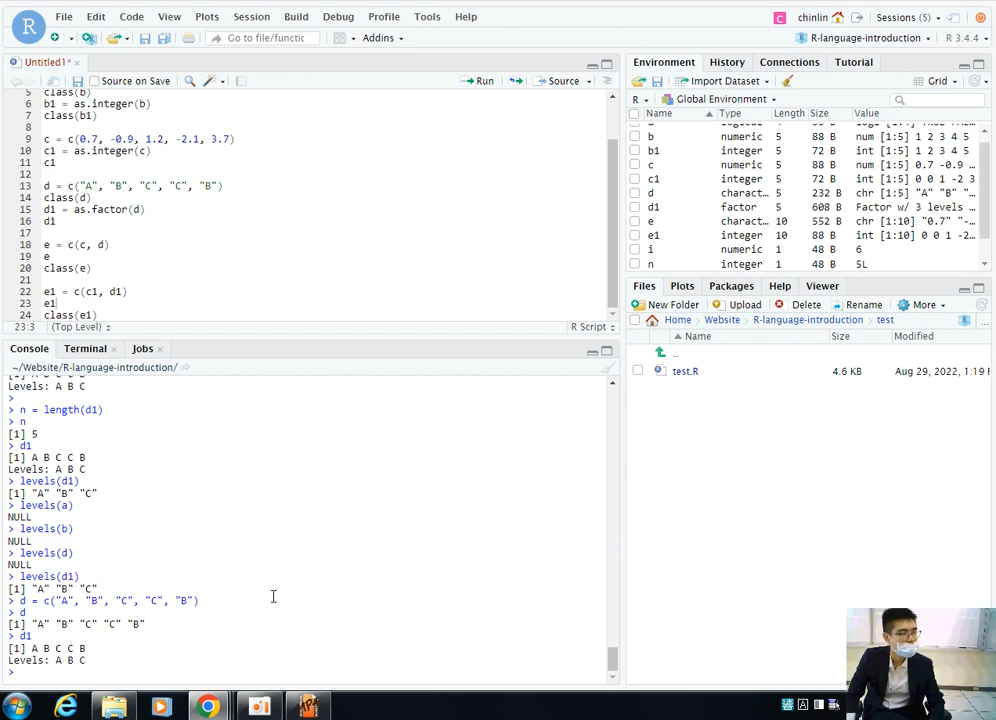 File Edit Code View Plots Session Build Debug Profile Tools Help
C chinlin Sessions (5)
Go to file/functic Addins R-language-introduction R 3.4.4
Untitled1*
Source on Save Run Source
class(b)
6 b1 = as.integer(b)
7 class(b1)
8
9 c = c(0.7, -0.9, 1.2, -2.1, 3.7)
10 c1 = as.integer(c)
11 c1
12
13 d = c("A", "B", "C", "C", "B")
14 class(d)
15 d1 = as.factor(d)
16 d1
17
18 e = c(c, d)
19 e
20 class(e)
21
22 e1 = c(c1, d1)
23 e1
24 class(e1)
23:3 (Top Level) R Script
Console Terminal Jobs
~/Website/R-language-introduction/
Levels: A B C
>
> n = length(d1)
> n
[1] 5
> d1
[1] A B C C B
Levels: A B C
> levels(d1)
[1] "A" "B" "C"
> levels(a)
NULL
> levels(b)
NULL
> levels(d)
NULL
> levels(d1)
[1] "A" "B" "C"
> d = c("A", "B", "C", "C", "B")
> d
[1] "A" "B" "C" "C" "B"
> d1
[1] A B C C B
Levels: A B C
>
Environment History Connections Tutorial
Import Dataset Grid
R Global Environment
Name Type Length Size Value
b numeric 5 88 B num [1:5] 1 2 3 4 5
b1 integer 5 72 B int [1:5] 1 2 3 4 5
c numeric 5 88 B num [1:5] 0.7 -0.9 …
c1 integer 5 72 B int [1:5] 0 0 1 -2 3
d charact… 5 232 B chr [1:5] "A" "B" "…
d1 factor 5 608 B Factor w/ 3 levels …
e charact… 10 552 B chr [1:10] "0.7" "-…
e1 integer 10 88 B int [1:10] 0 0 1 -2…
i numeric 1 48 B 6
n integer 1 48 B 5L
Files Plots Packages Help Viewer
New Folder Upload Delete Rename More
Home Website R-language-introduction test ...
Name Size Modified
..
test.R 4.6 KB Aug 29, 2022, 1:19 P